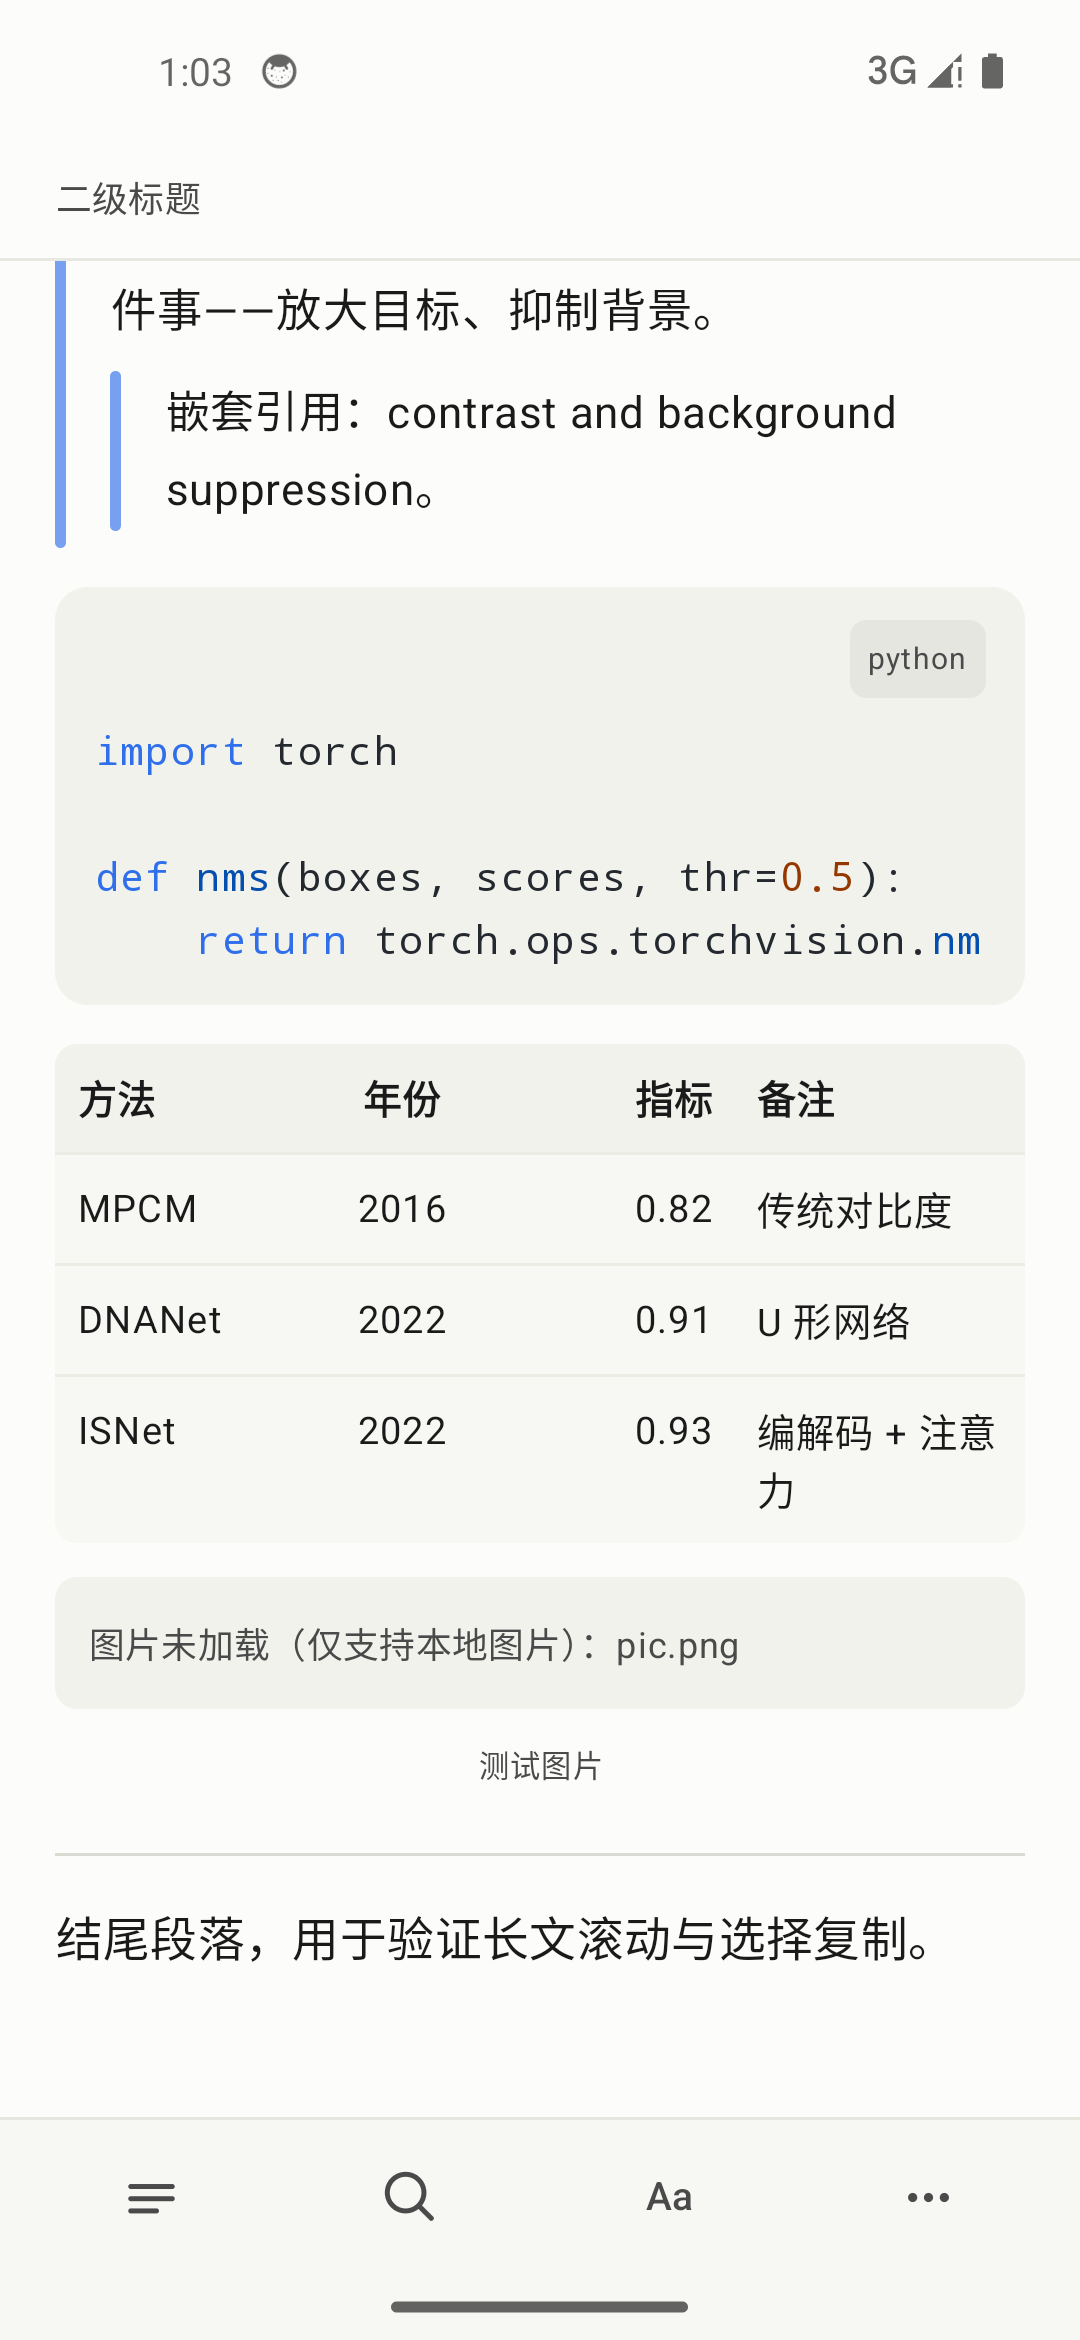 1:03
3G
二级标题
件事——放大目标、抑制背景。
嵌套引用：contrast and background
suppression。
python
import torch
def nms(boxes, scores, thr=0.5):
    return torch.ops.torchvision.nm
方法 年份 指标 备注
MPCM 2016 0.82 传统对比度
DNANet 2022 0.91 U 形网络
ISNet 2022 0.93 编解码 + 注意
力
图片未加载（仅支持本地图片）：pic.png
测试图片
结尾段落，用于验证长文滚动与选择复制。
Aa